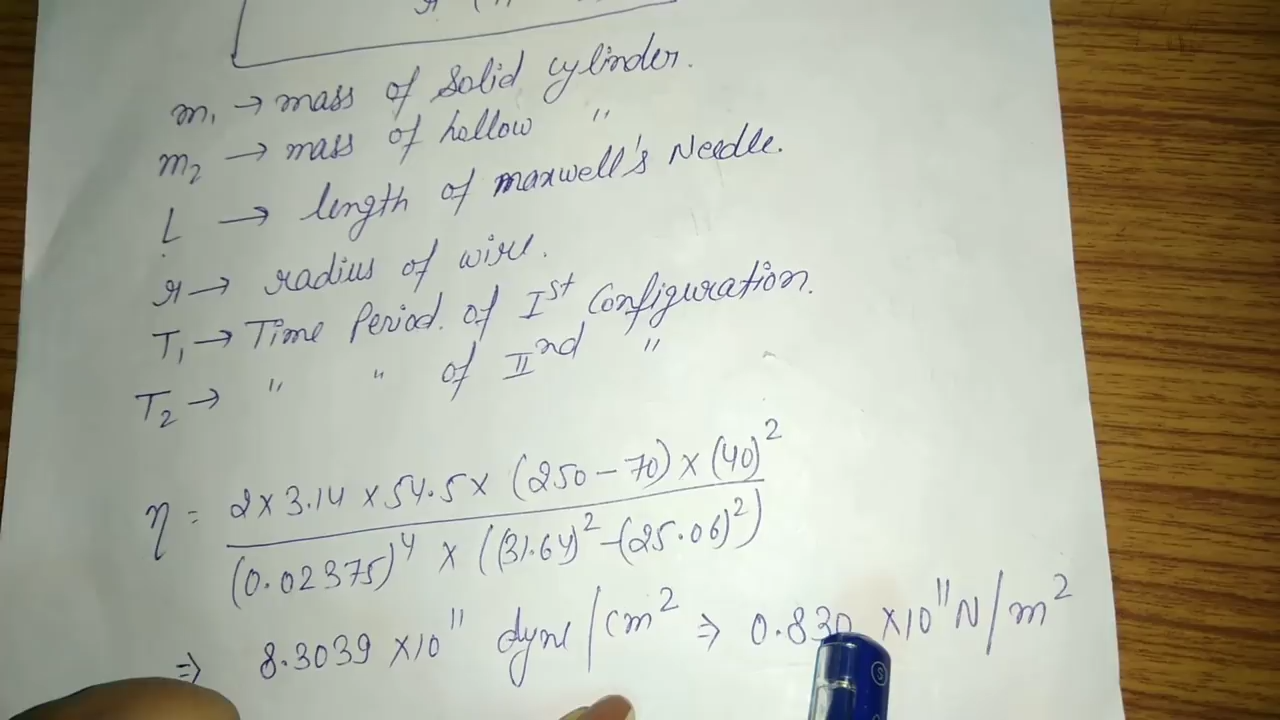 m₁ → mass of Solid cylinder.
m₂ → mass of hollow "
L → length of maxwell's Needle.
r → radius of wire.
T₁ → Time Period. of Iˢᵗ Configuration.
T₂ → " " of IIⁿᵈ "
η = 2 × 3.14 × 54.5 × (250 – 70) × (40)²
(0.02375)⁴ × ((31.64)² – (25.06)²)
⇒ 8.3039 × 10¹¹ dyne/cm² ⇒ 0.830 × 10¹¹ N/m²